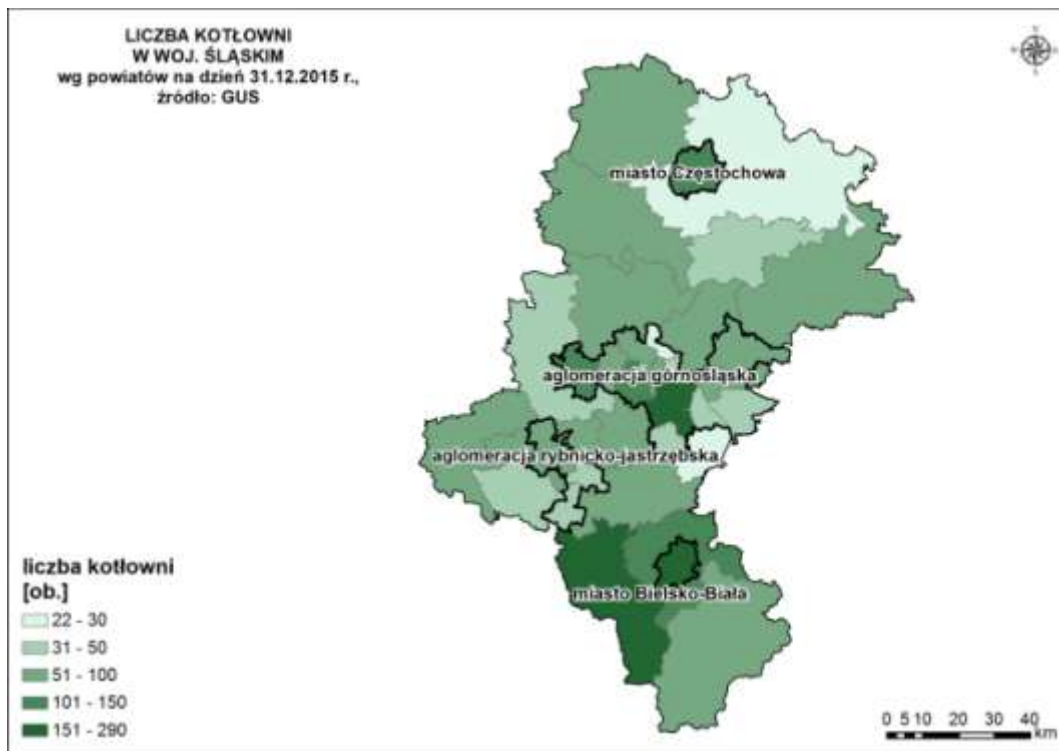 LICZBA KOTŁOWNI
W WOJ. ŚLĄSKIM
wg powiatów na dzień 31.12.2015 r.,
źródło: GUS
miasto Częstochowa
aglomeracja górnośląska
aglomeracja rybnicko-jastrzębska
miasto Bielsko-Biała
liczba kotłowni
[ob.]
22 - 30
31 - 50
51 - 100
101 - 150
151 - 290
0 5 10 20 30 40
km